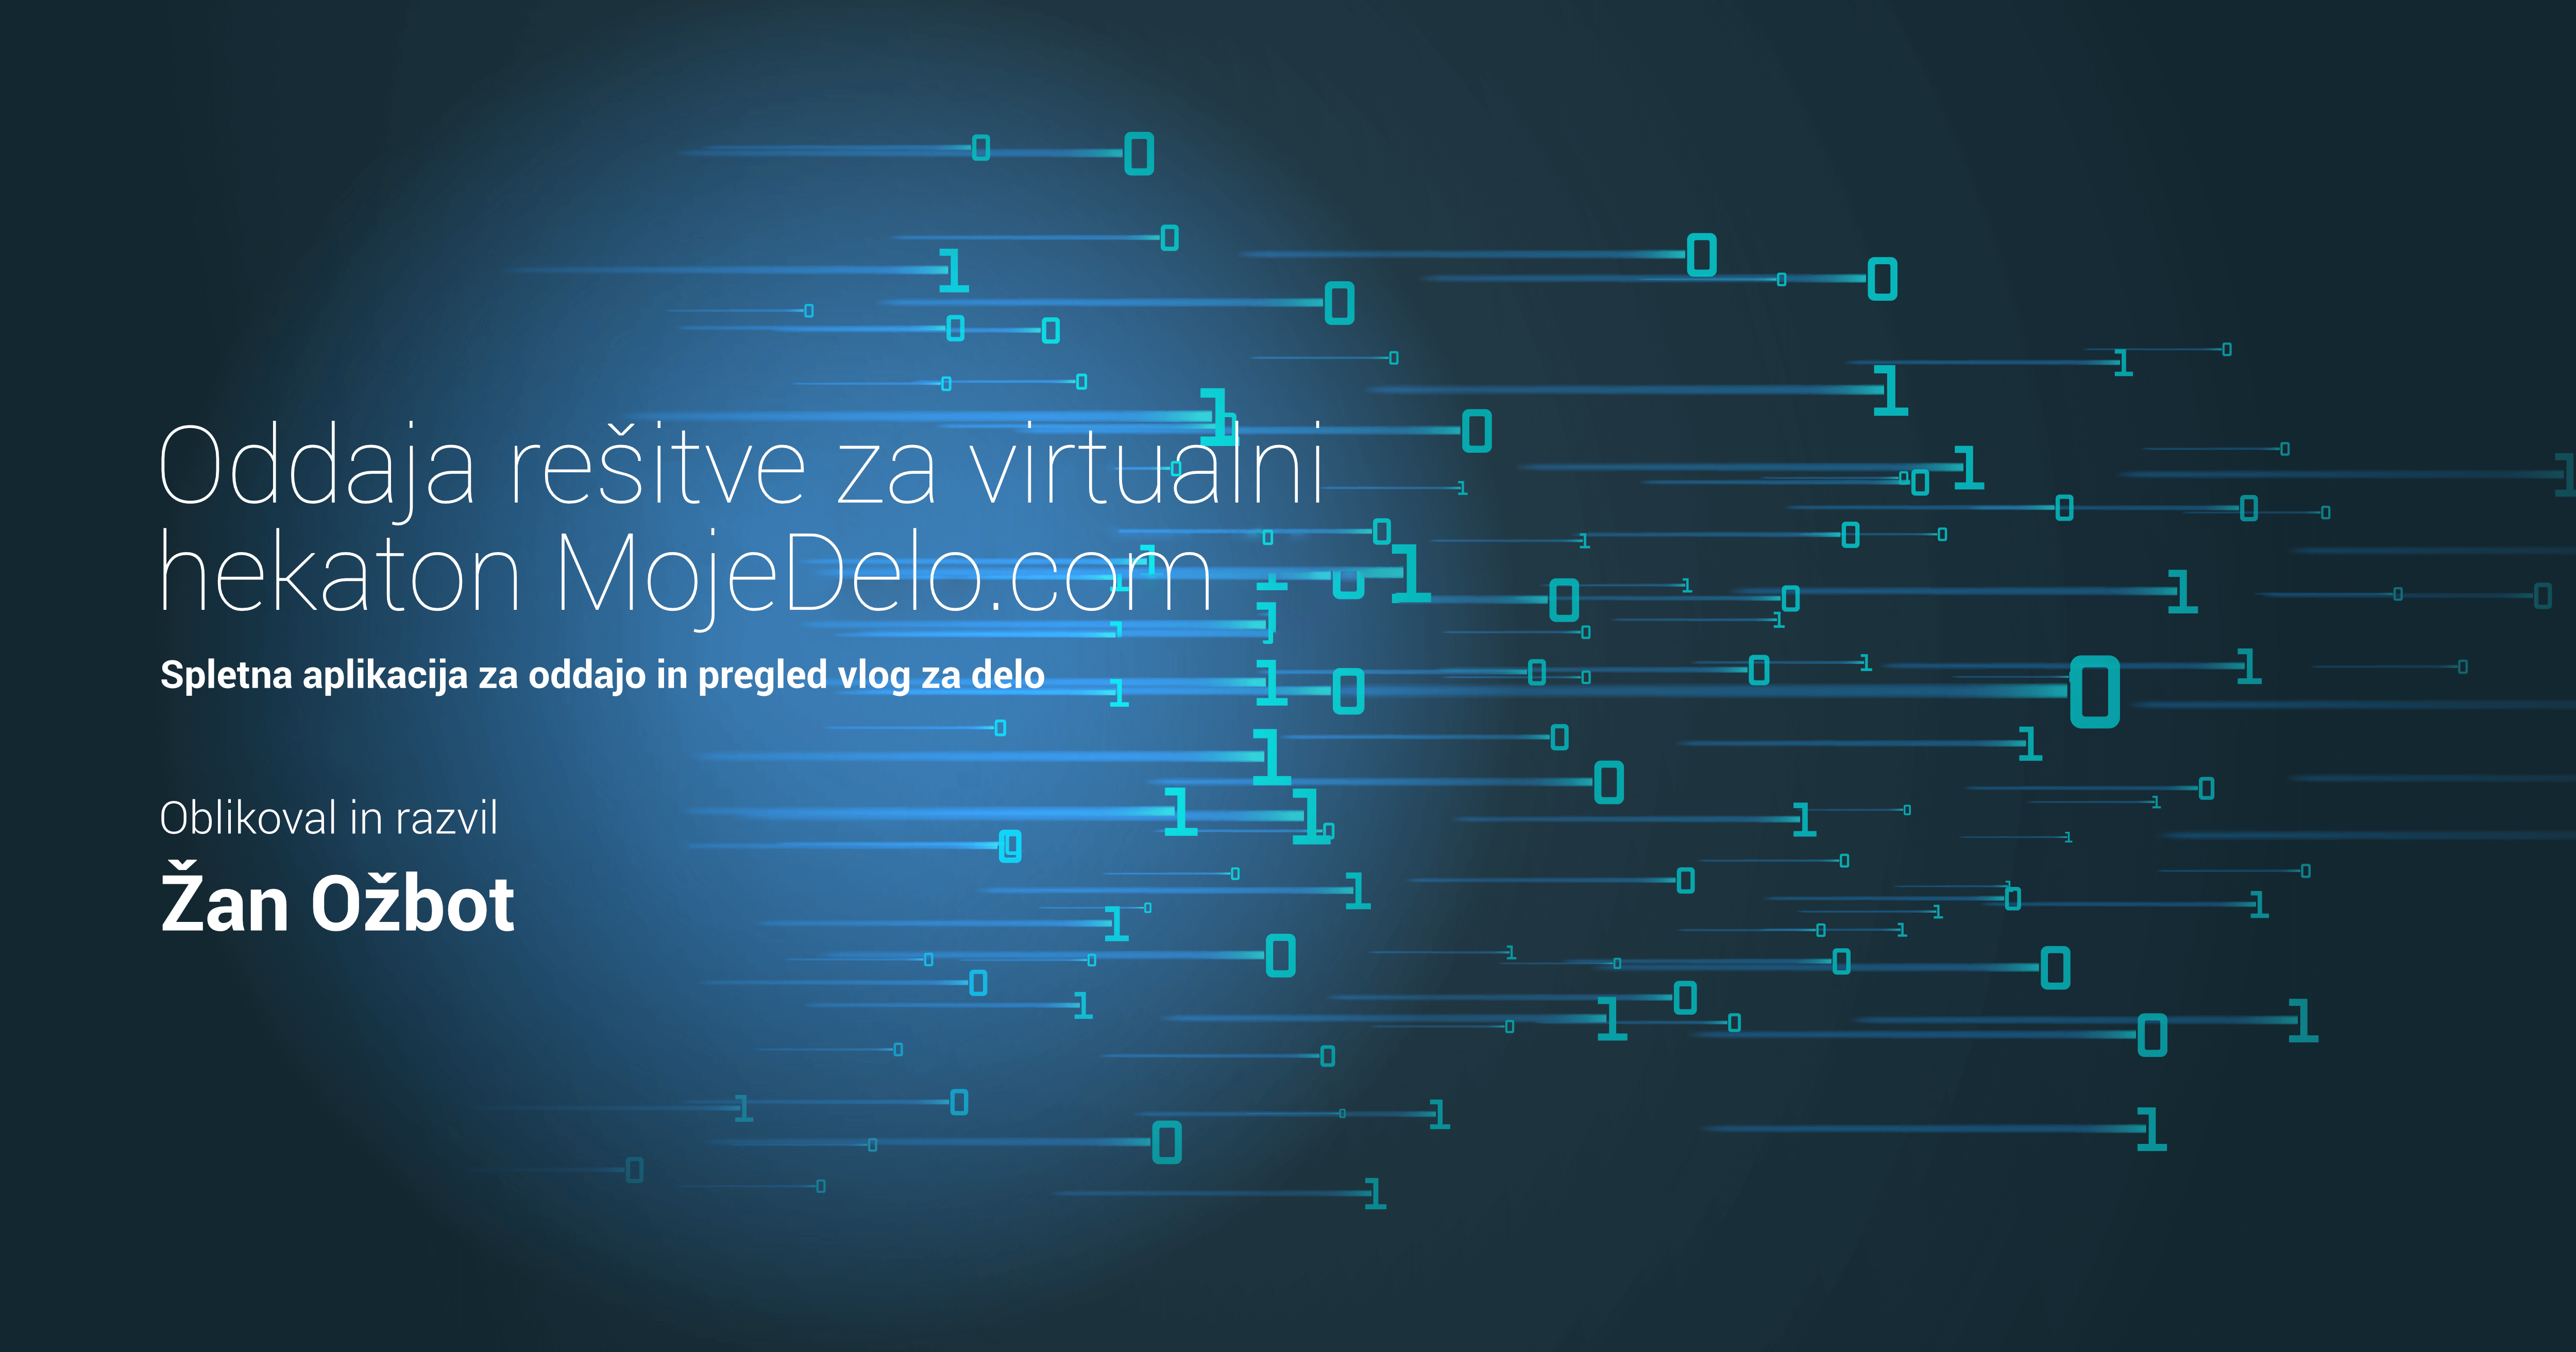 Oddaja rešitve za virtualni
hekaton MojeDelo.com
Spletna aplikacija za oddajo in pregled vlog za delo
Oblikoval in razvil
Žan Ožbot